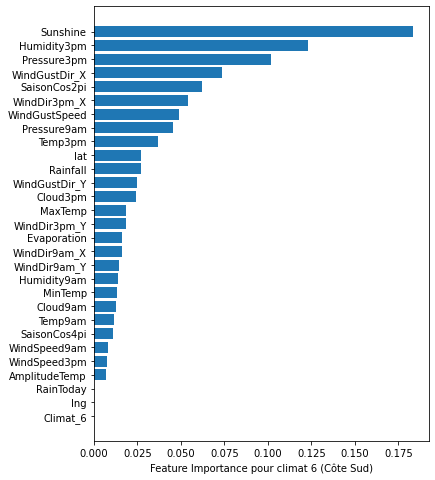 Sunshine
Humidity3pm
Pressure3pm
WindGustDir_X
SaisonCos2pi
WindDir3pm_X
WindGustSpeed
Pressure9am
Temp3pm
lat
Rainfall
WindGustDir_Y
Cloud3pm
MaxTemp
WindDir3pm_Y
Evaporation
WindDir9am_X
WindDir9am_Y
Humidity9am
MinTemp
Cloud9am
Temp9am
SaisonCos4pi
WindSpeed9am
WindSpeed3pm
AmplitudeTemp
RainToday
lng
Climat_6
0.000 0.025 0.050 0.075 0.100 0.125 0.150 0.175
Feature Importance pour climat 6 (Côte Sud)